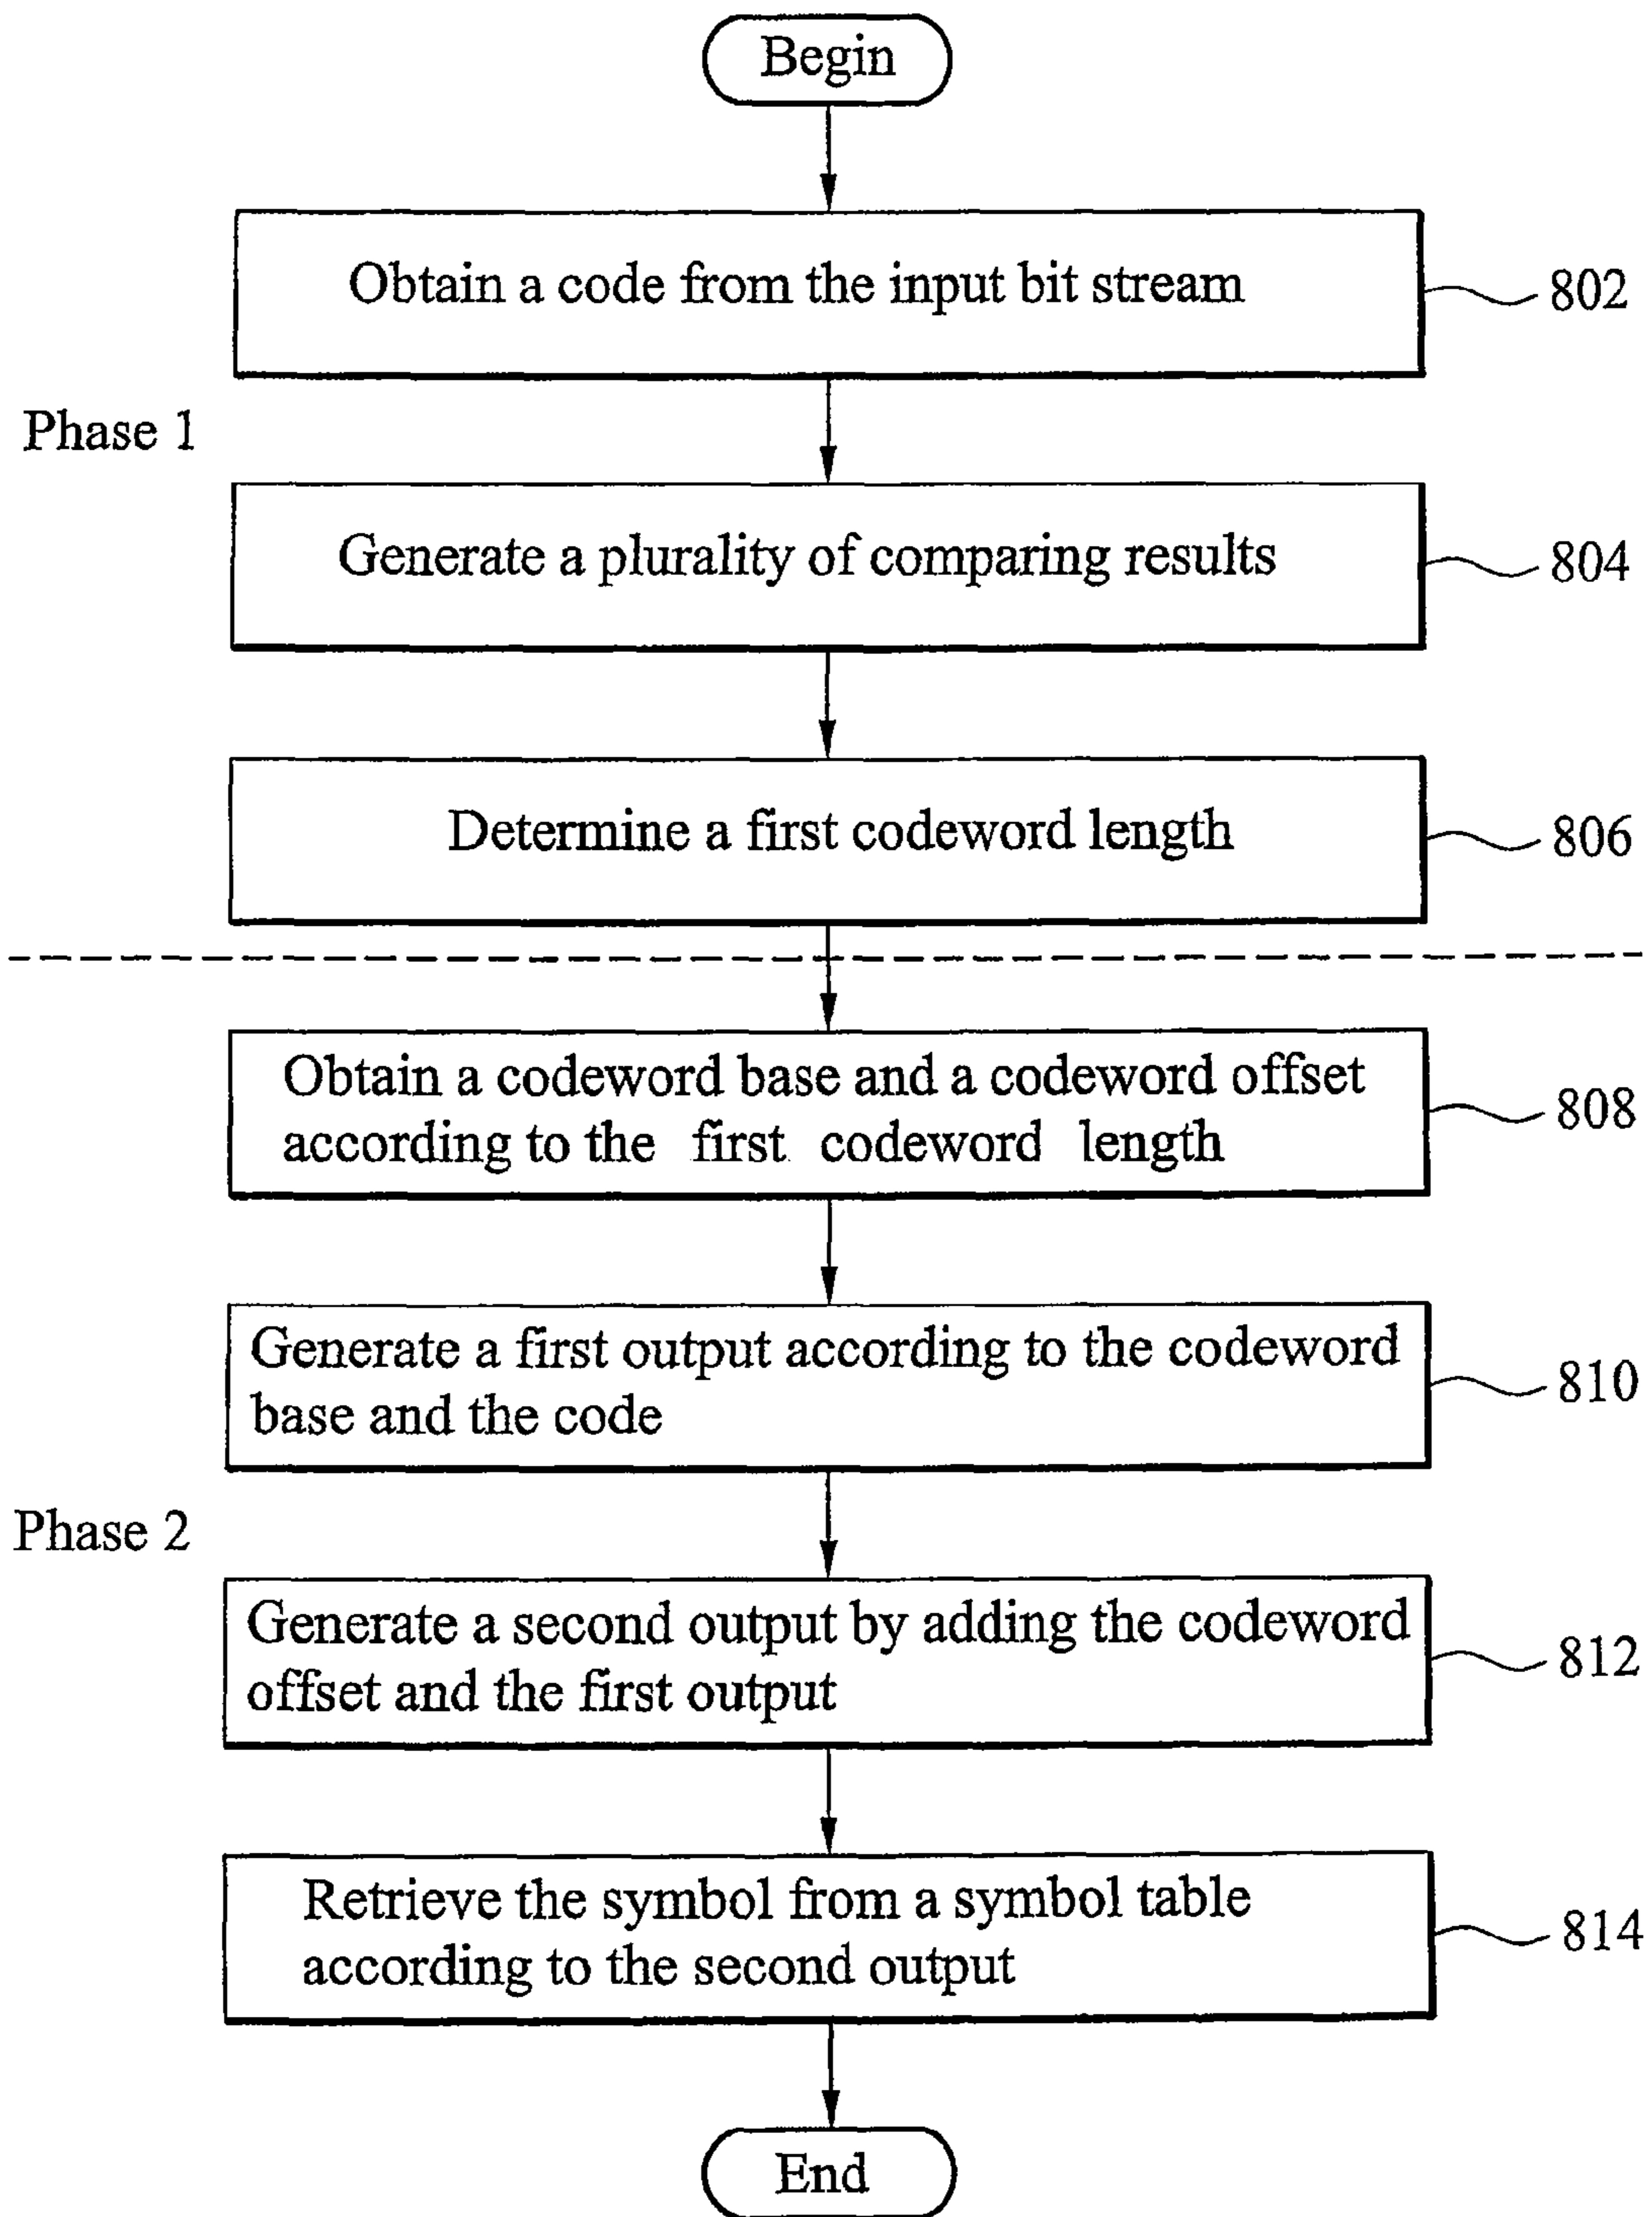 Begin
Obtain a code from the input bit stream
802
Phase 1
Generate a plurality of comparing results
804
Determine a first codeword length
806
Obtain a codeword base and a codeword offset
according to the first codeword length
808
Generate a first output according to the codeword
base and the code
810
Phase 2
Generate a second output by adding the codeword
offset and the first output
812
Retrieve the symbol from a symbol table
according to the second output
814
End